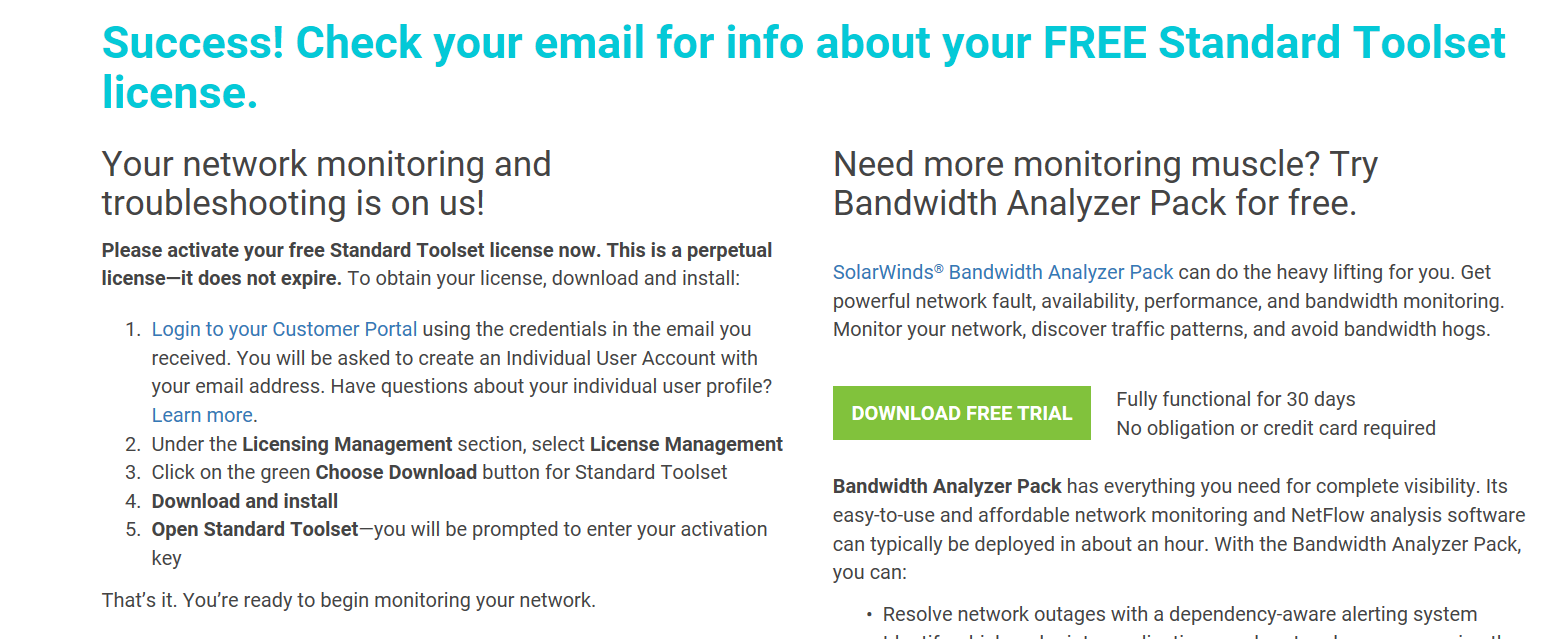 Success! Check your email for info about your FREE Standard Toolset
license.
Your network monitoring and
troubleshooting is on us!
Please activate your free Standard Toolset license now. This is a perpetual
license—it does not expire. To obtain your license, download and install:
1. Login to your Customer Portal using the credentials in the email you
received. You will be asked to create an Individual User Account with
your email address. Have questions about your individual user profile?
Learn more.
2. Under the Licensing Management section, select License Management
3. Click on the green Choose Download button for Standard Toolset
4. Download and install
5. Open Standard Toolset—you will be prompted to enter your activation
key
That’s it. You’re ready to begin monitoring your network.
Need more monitoring muscle? Try
Bandwidth Analyzer Pack for free.
SolarWinds® Bandwidth Analyzer Pack can do the heavy lifting for you. Get
powerful network fault, availability, performance, and bandwidth monitoring.
Monitor your network, discover traffic patterns, and avoid bandwidth hogs.
DOWNLOAD FREE TRIAL
Fully functional for 30 days
No obligation or credit card required
Bandwidth Analyzer Pack has everything you need for complete visibility. Its
easy-to-use and affordable network monitoring and NetFlow analysis software
can typically be deployed in about an hour. With the Bandwidth Analyzer Pack,
you can:
• Resolve network outages with a dependency-aware alerting system